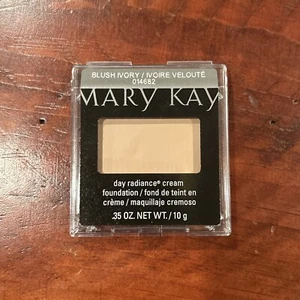 BLUSH IVORY / IVOIRE VELOUTÉ
014682
MARY KAY
day radiance® cream
foundation / fond de teint en
crème / maquillaje cremoso
.35 OZ. NET WT. / 10 g